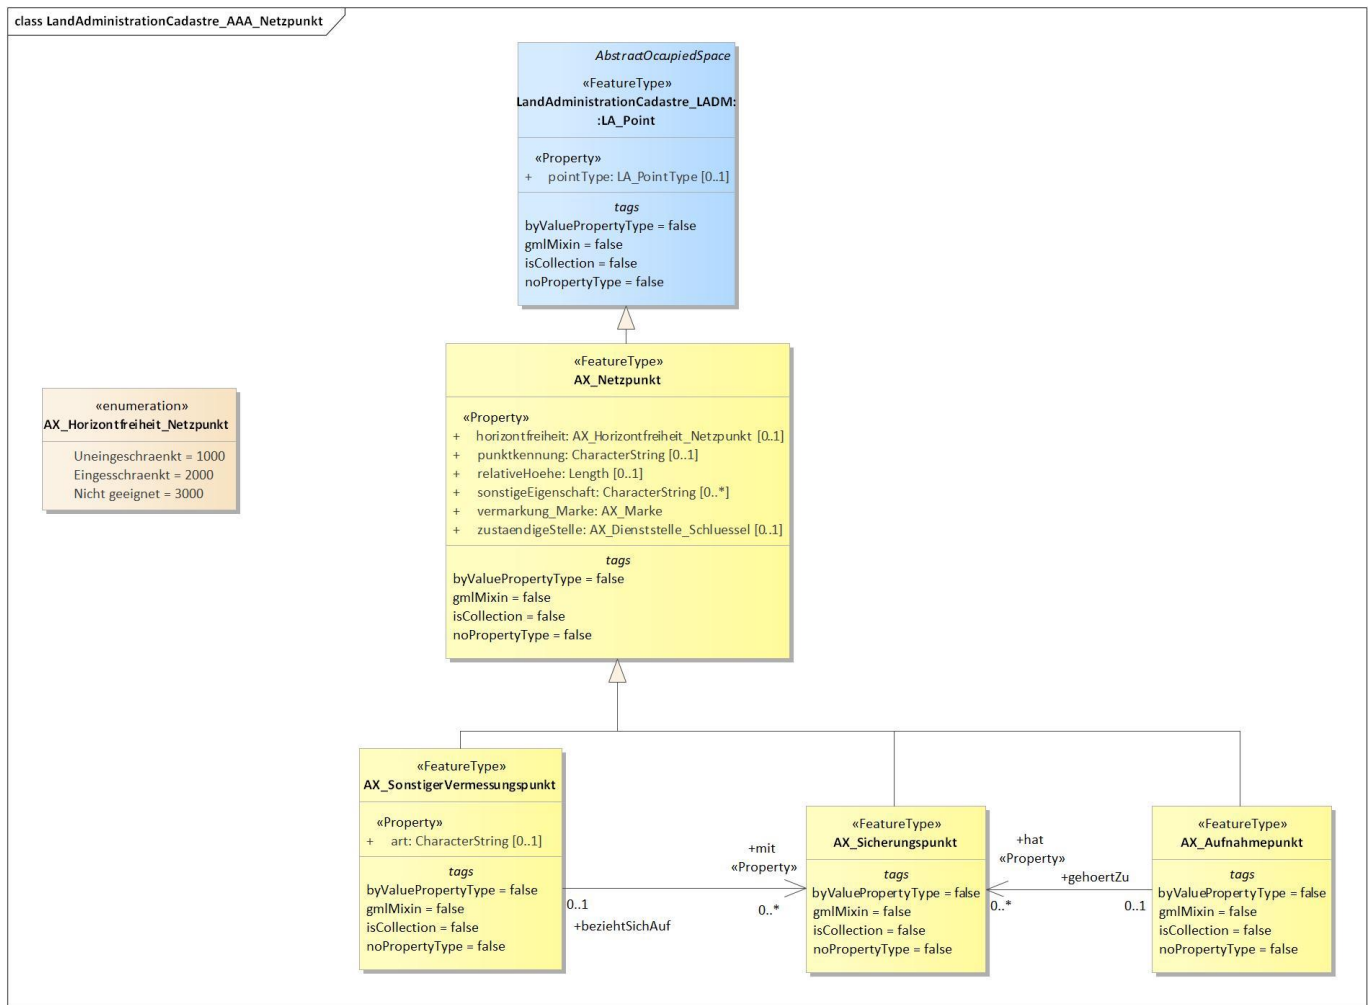 class LandAdministrationCadastre_AAA_Netzpunkt
AbstractOccupiedSpace
«FeatureType»
LandAdministrationCadastre_LADM:
:LA_Point
«Property»
+ pointType: LA_PointType [0..1]
tags
byValuePropertyType = false
gmlMixin = false
isCollection = false
noPropertyType = false
«FeatureType»
AX_Netzpunkt
«Property»
+ horizontfreiheit: AX_Horizontfreiheit_Netzpunkt [0..1]
+ punktkennung: CharacterString [0..1]
+ relativeHoehe: Length [0..1]
+ sonstigeEigenschaft: CharacterString [0..*]
+ vermarkung_Marke: AX_Marke
+ zustaendigeStelle: AX_Dienststelle_Schluessel [0..1]
tags
byValuePropertyType = false
gmlMixin = false
isCollection = false
noPropertyType = false
«enumeration»
AX_Horizontfreiheit_Netzpunkt
Uneingeschraenkt = 1000
Eingesschraenkt = 2000
Nicht geeignet = 3000
«FeatureType»
AX_SonstigerVermessungspunkt
«Property»
+ art: CharacterString [0..1]
tags
byValuePropertyType = false
gmlMixin = false
isCollection = false
noPropertyType = false
+mit
«Property»
0..1
0..*
+beziehtSichAuf
«FeatureType»
AX_Sicherungspunkt
tags
byValuePropertyType = false
gmlMixin = false
isCollection = false
noPropertyType = false
+hat
«Property»
+gehoertZu
0..*
0..1
«FeatureType»
AX_Aufnahmepunkt
tags
byValuePropertyType = false
gmlMixin = false
isCollection = false
noPropertyType = false